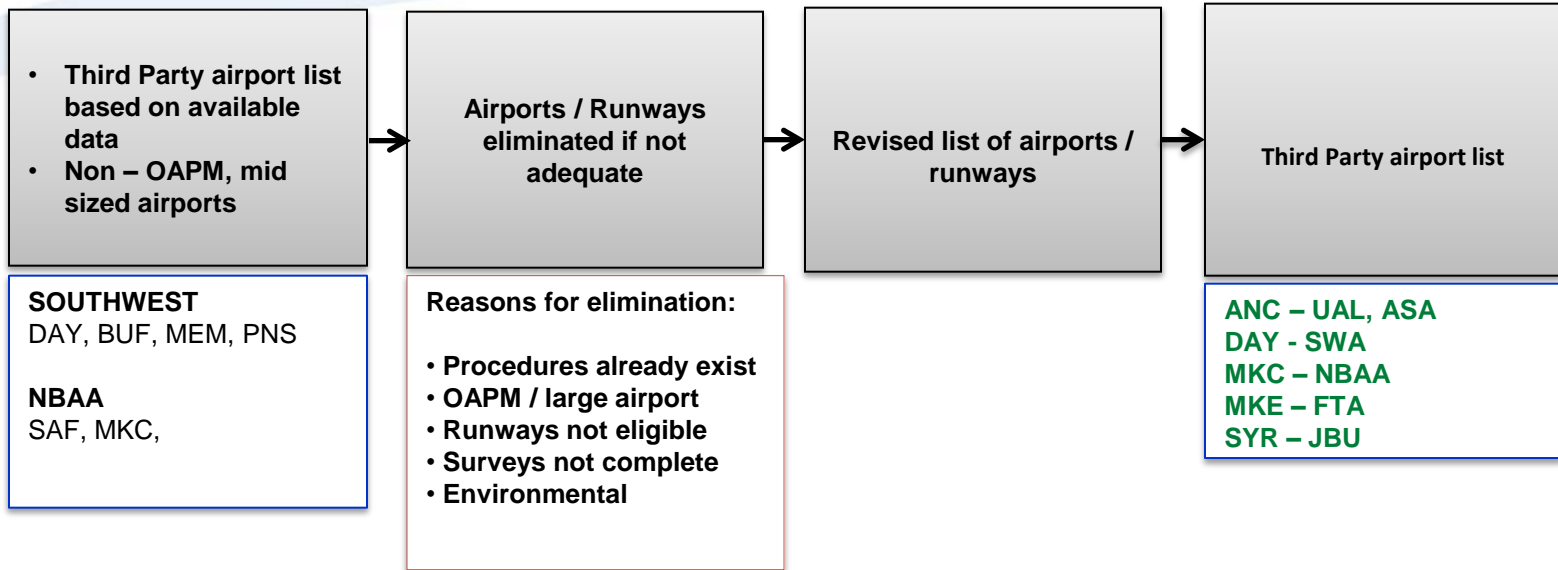 • Third Party airport list
based on available
data
• Non – OAPM, mid
sized airports
Airports / Runways
eliminated if not
adequate
Revised list of airports /
runways
Third Party airport list
SOUTHWEST
DAY, BUF, MEM, PNS
NBAA
SAF, MKC,
Reasons for elimination:
• Procedures already exist
• OAPM / large airport
• Runways not eligible
• Surveys not complete
• Environmental
ANC – UAL, ASA
DAY - SWA
MKC – NBAA
MKE – FTA
SYR – JBU